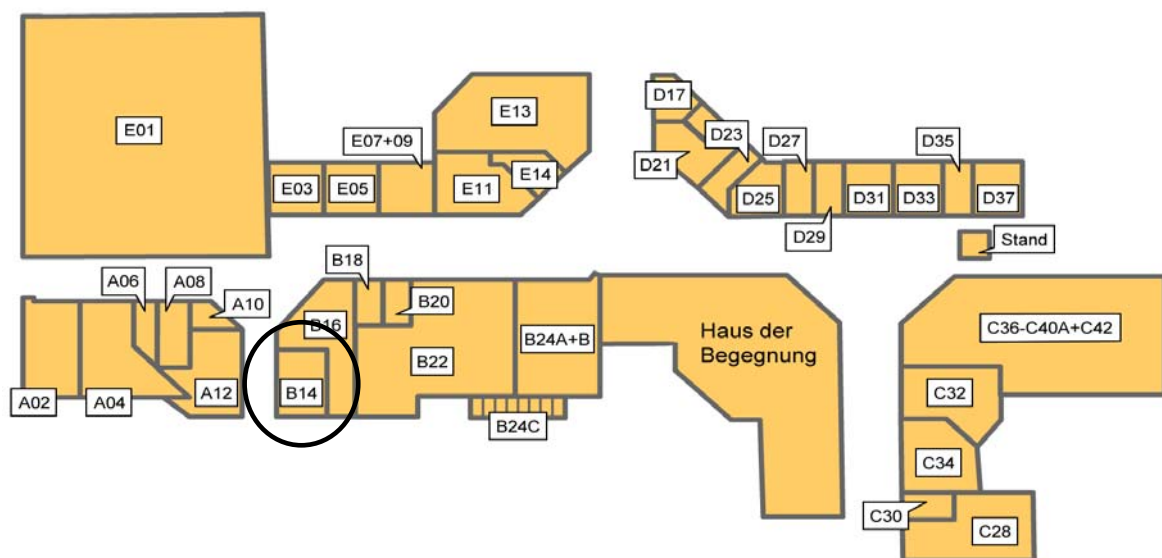 E01
E03
E05
E07+09
E11
E13
E14
D17
D21
D23
D25
D27
D29
D31
D33
D35
D37
Stand
A02
A04
A06
A08
A10
A12
B14
B16
B18
B20
B22
B24A+B
B24C
Haus der
Begegnung
C36-C40A+C42
C32
C34
C30
C28